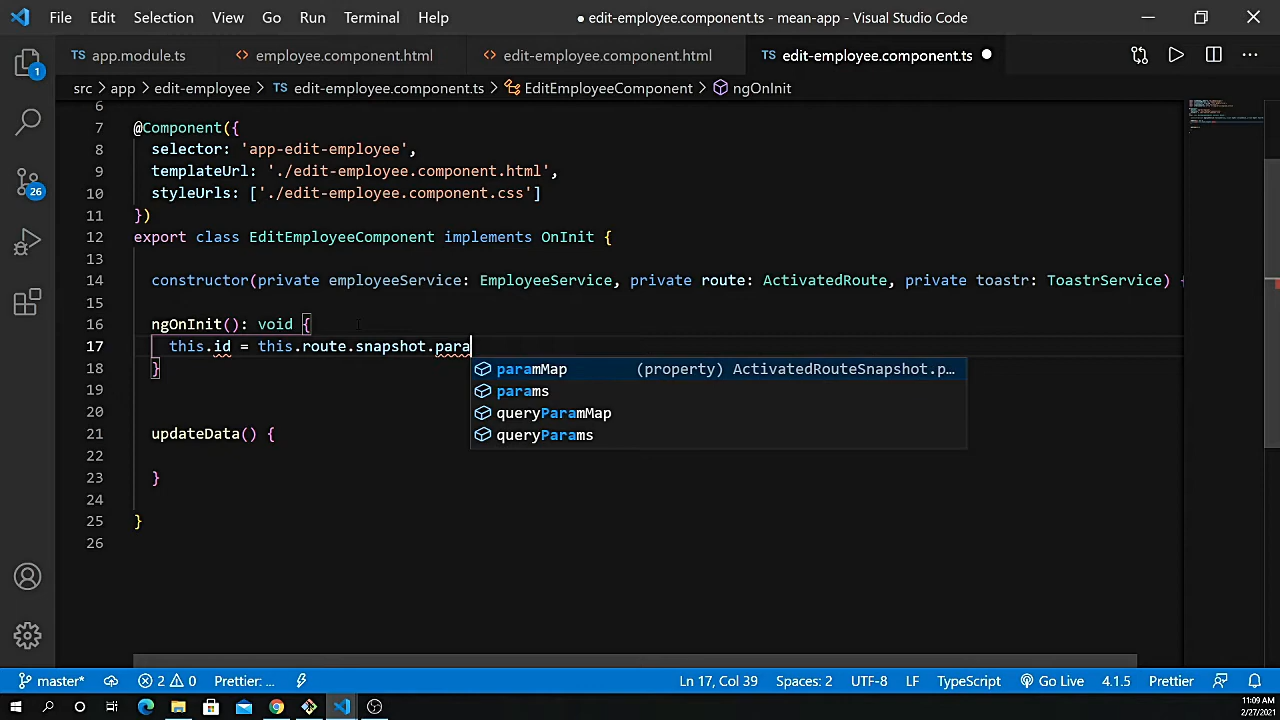 File Edit Selection View Go Run Terminal Help
● edit-employee.component.ts - mean-app - Visual Studio Code
TS app.module.ts
<> employee.component.html
<> edit-employee.component.html
TS edit-employee.component.ts ●
src > app > edit-employee > TS edit-employee.component.ts > EditEmployeeComponent > ngOnInit
1
26
6
7 @Component({
8 selector: 'app-edit-employee',
9 templateUrl: './edit-employee.component.html',
10 styleUrls: ['./edit-employee.component.css']
11 })
12 export class EditEmployeeComponent implements OnInit {
13
14 constructor(private employeeService: EmployeeService, private route: ActivatedRoute, private toastr: ToastrService) {
15
16 ngOnInit(): void {
17 this.id = this.route.snapshot.para
paramMap (property) ActivatedRouteSnapshot.p…
params
queryParamMap
queryParams
18 }
19
20
21 updateData() {
22
23 }
24
25 }
26
master* 2 0 Prettier: ... Ln 17, Col 39 Spaces: 2 UTF-8 LF TypeScript Go Live 4.1.5 Prettier
11:09 AM
2/27/2021